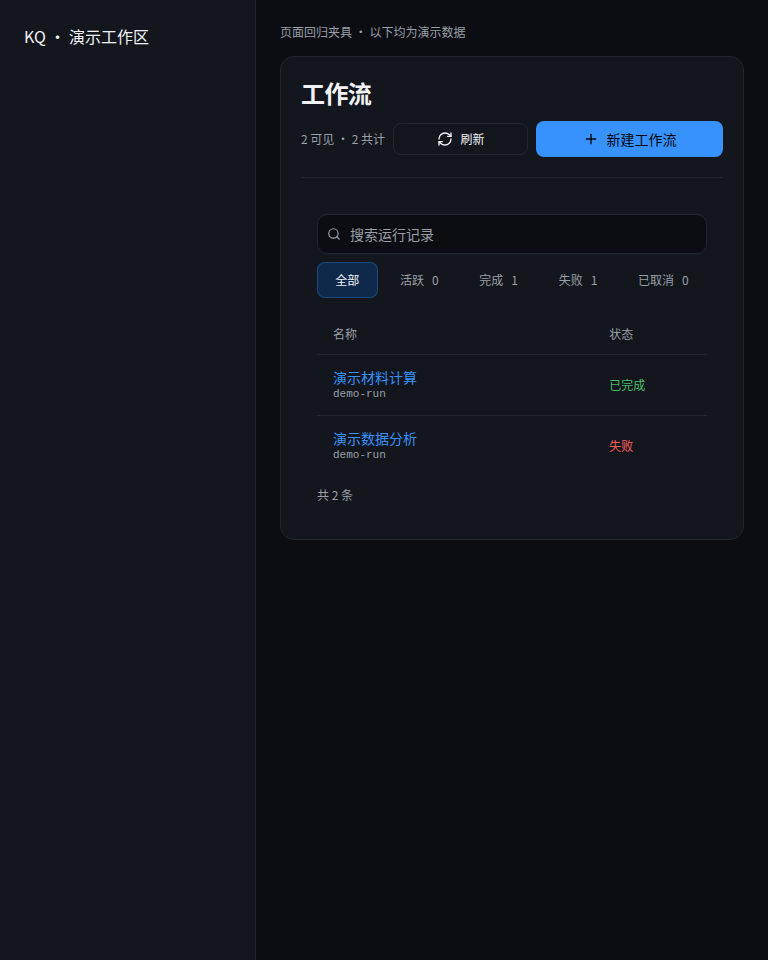 KQ · 演示工作区
页面回归夹具 · 以下均为演示数据
工作流
2 可见 · 2 共计
刷新
新建工作流
搜索运行记录
全部 活跃 0 完成 1 失败 1 已取消 0
名称 状态
演示材料计算
demo-run
已完成
演示数据分析
demo-run
失败
共 2 条